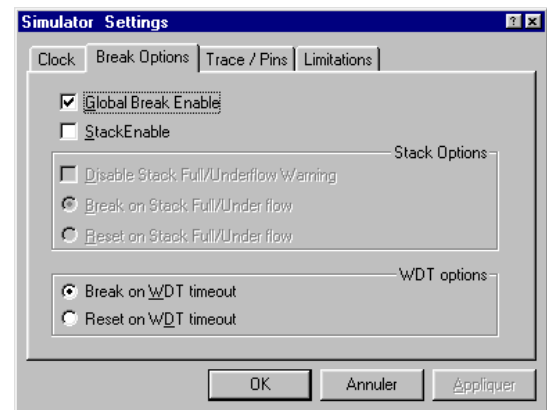 Simulator Settings
Clock Break Options Trace / Pins Limitations
Global Break Enable
StackEnable
Stack Options
Disable Stack Full/Underflow Warning
Break on Stack Full/Under flow
Reset on Stack Full/Under flow
WDT options
Break on WDT timeout
Reset on WDT timeout
OK Annuler Appliquer